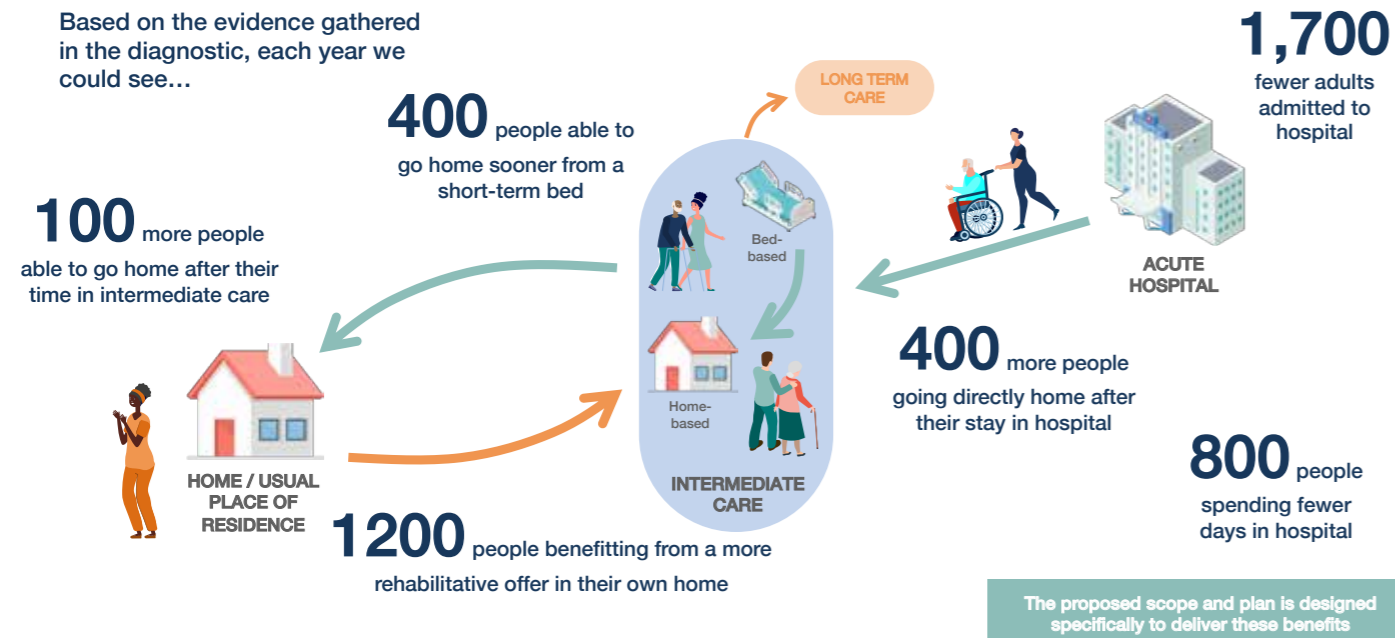 Based on the evidence gathered
in the diagnostic, each year we
could see...
1,700
fewer adults
admitted to
hospital
LONG TERM
CARE
400 people able to
go home sooner from a
short-term bed
100 more people
able to go home after their
time in intermediate care
Bed-
based
ACUTE
HOSPITAL
400 more people
going directly home after
their stay in hospital
Home-
based
INTERMEDIATE
CARE
HOME / USUAL
PLACE OF
RESIDENCE
800 people
spending fewer
days in hospital
1200 people benefitting from a more
rehabilitative offer in their own home
The proposed scope and plan is designed
specifically to deliver these benefits